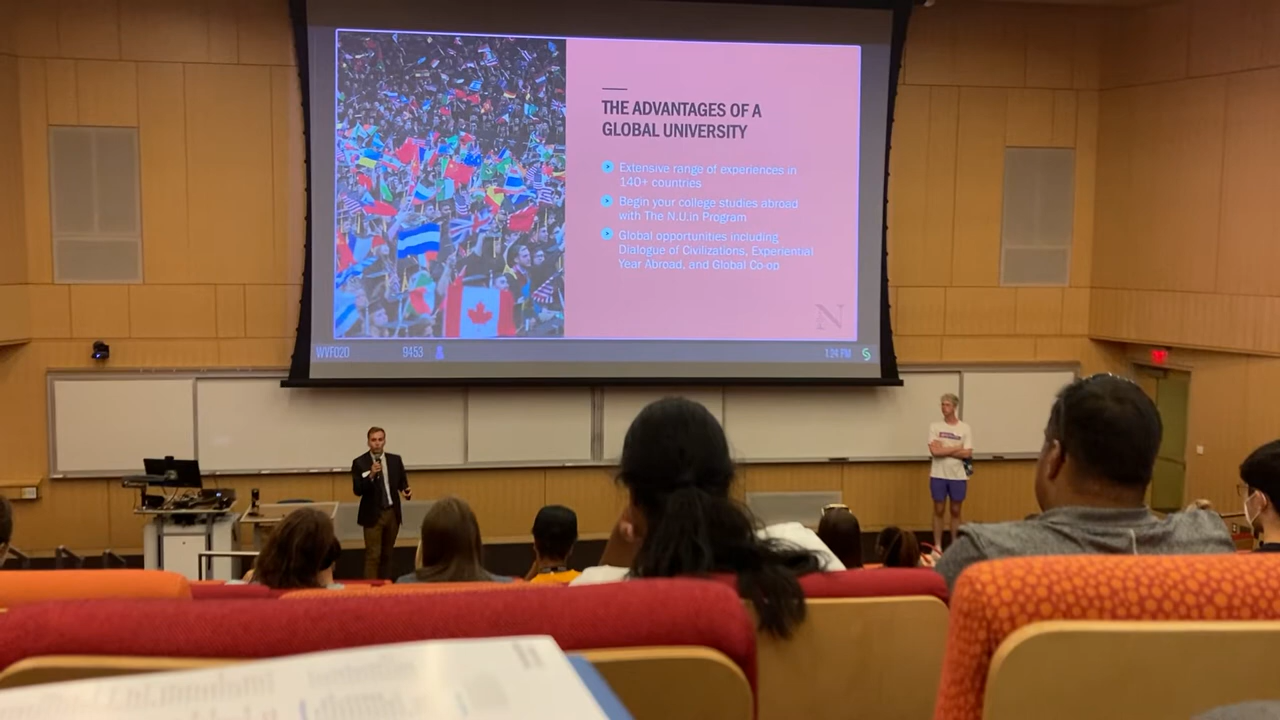 THE ADVANTAGES OF A
GLOBAL UNIVERSITY
Extensive range of experiences in
140+ countries
Begin your college studies abroad
with The N.U.in Program
Global opportunities including
Dialogue of Civilizations, Experiential
Year Abroad, and Global Co-op
N
WVF020 9453 1:24 PM